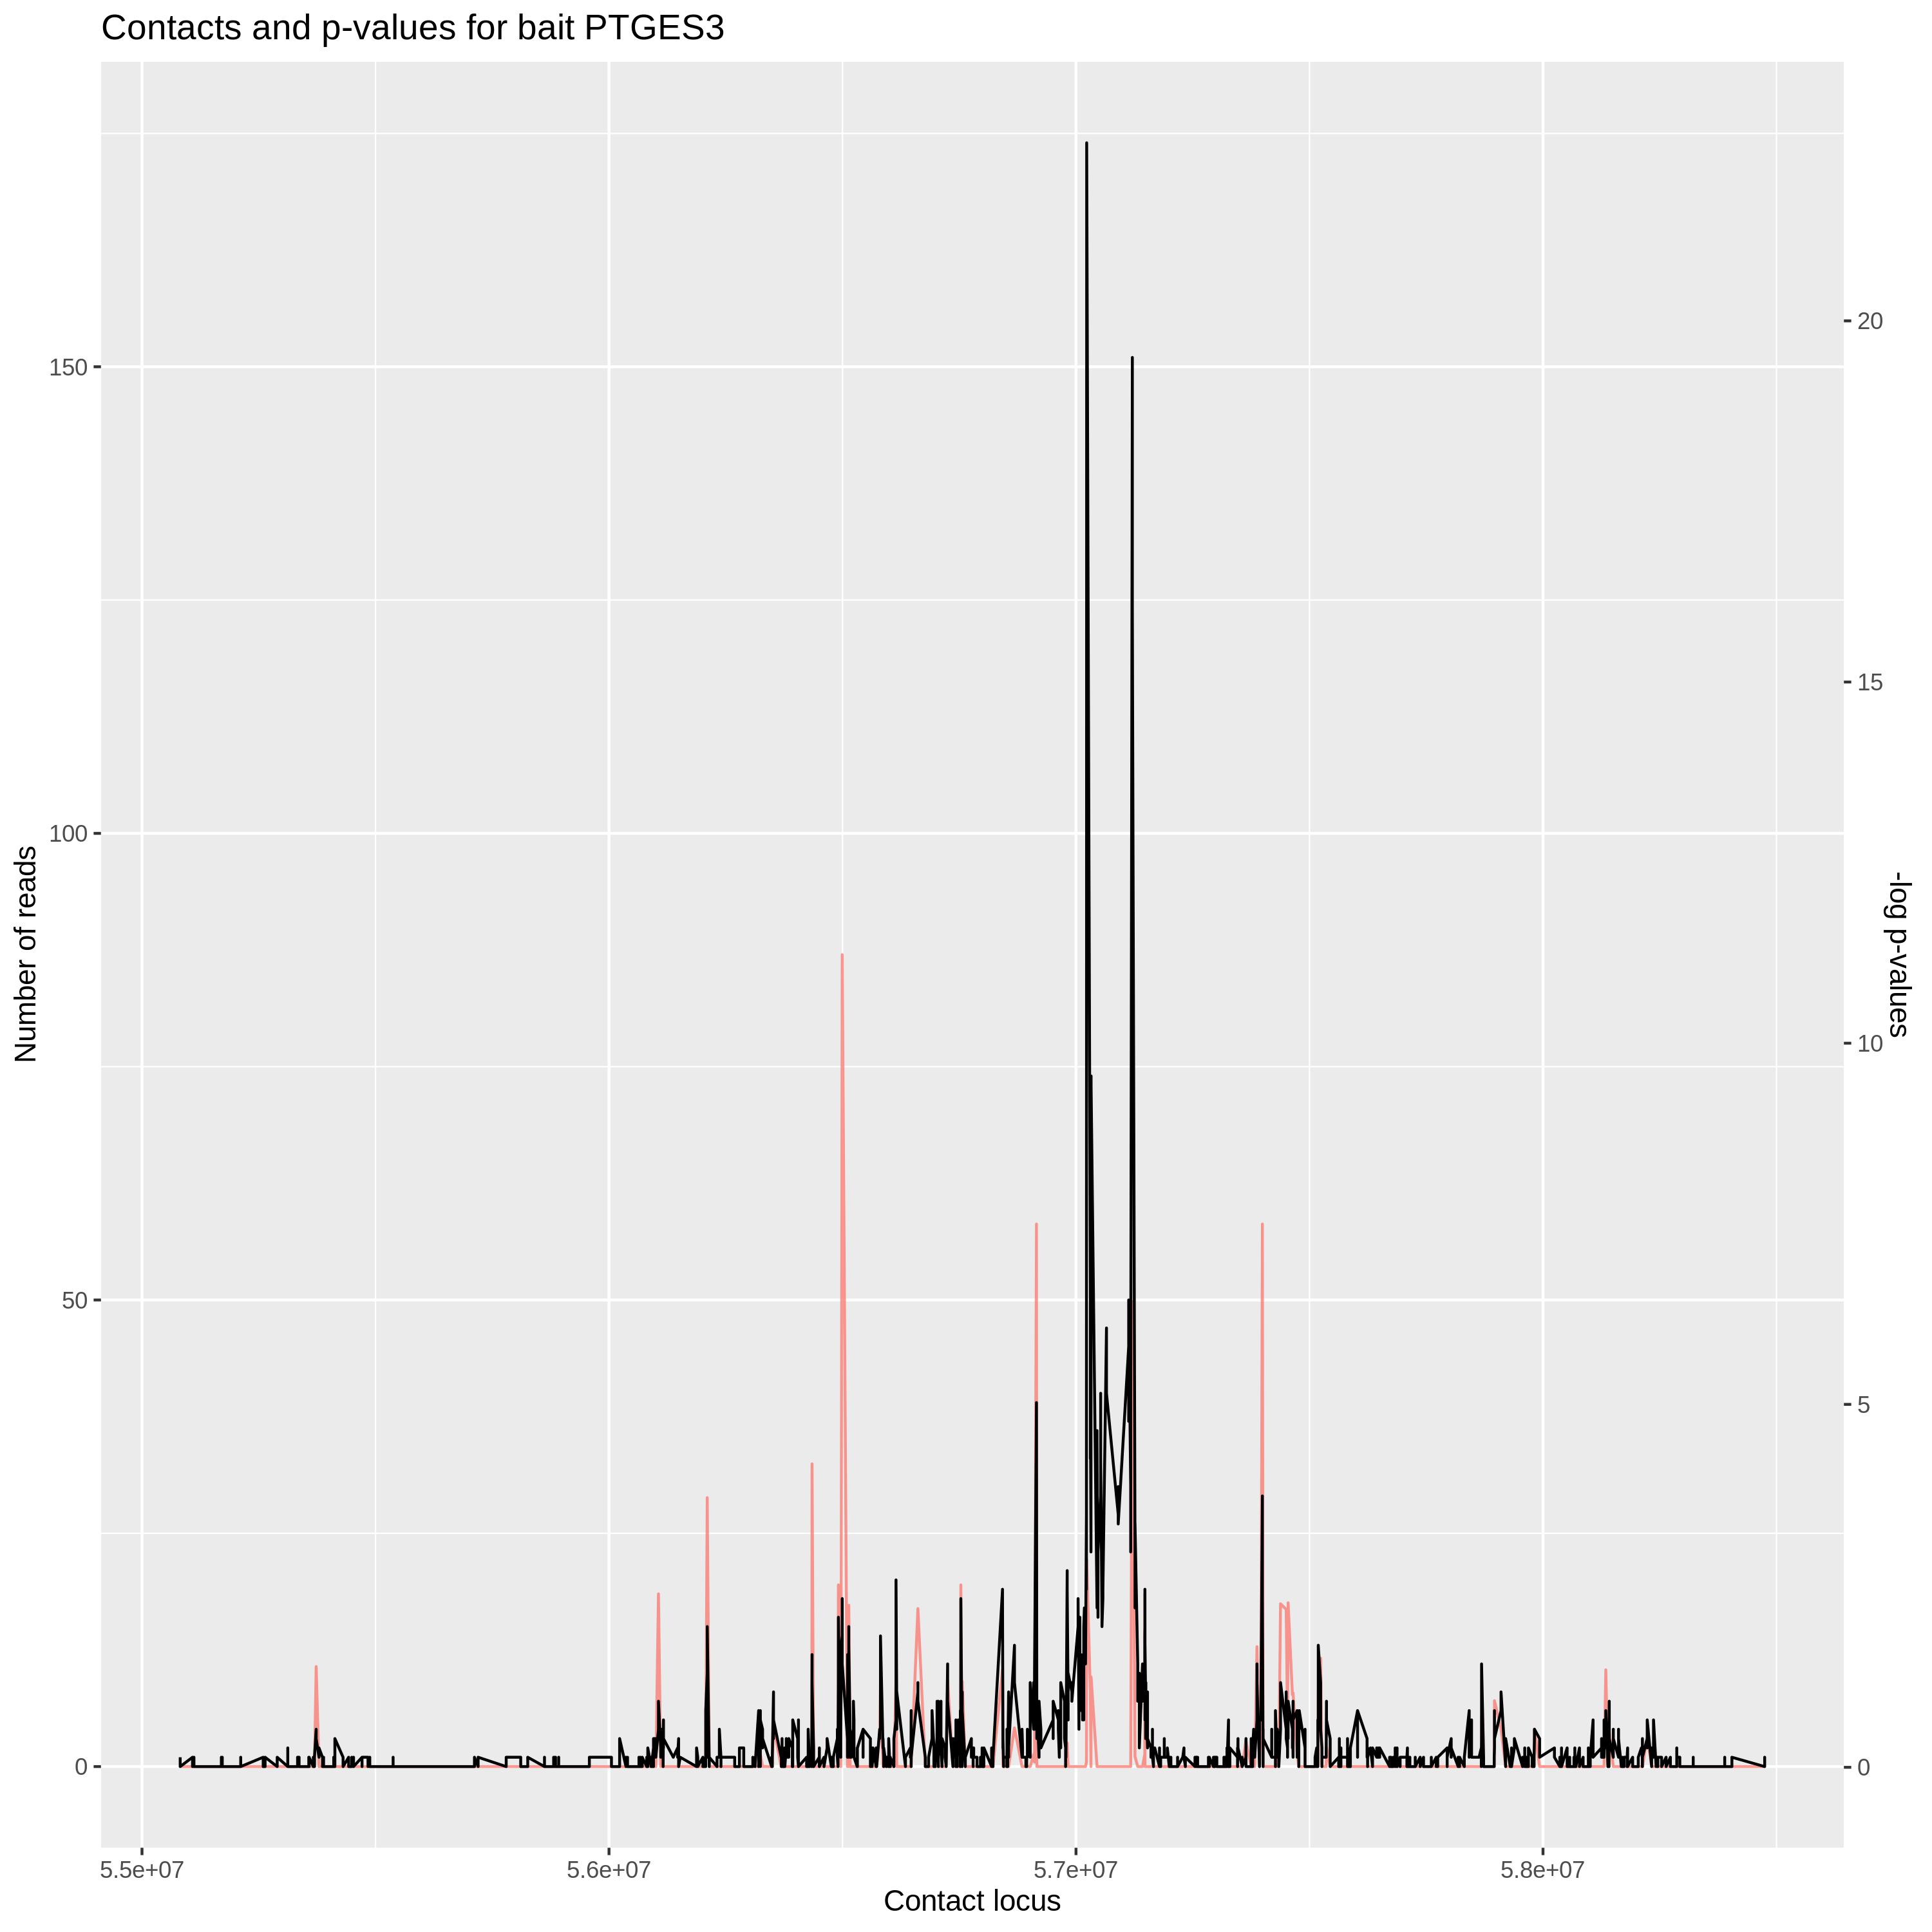 Contacts and p-values for bait PTGES3
Number of reads
150
100
50
0
20
15
10
5
0
-log p-values
5.5e+07
5.6e+07
5.7e+07
5.8e+07
Contact locus